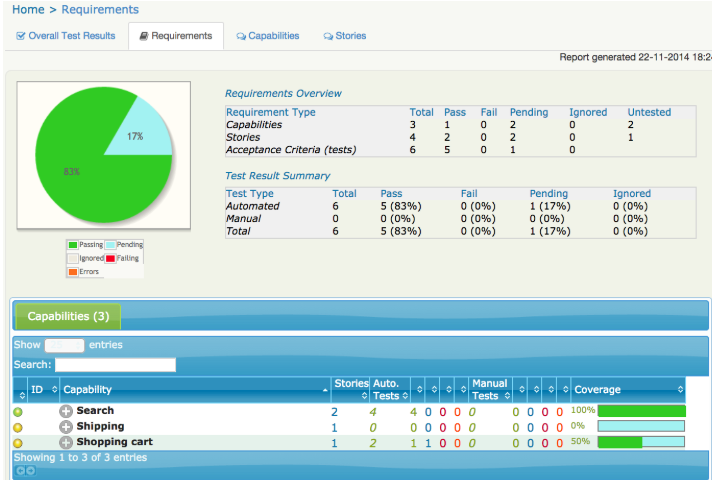 Home > Requirements
Overall Test Results Requirements Capabilities Stories
Report generated 22-11-2014 18:2
17%
83%
Passing Pending
Ignored Failing
Errors
Requirements Overview
Requirement Type Total Pass Fail Pending Ignored Untested
Capabilities 3 1 0 2 0 2
Stories 4 2 0 2 0 1
Acceptance Criteria (tests) 6 5 0 1 0
Test Result Summary
Test Type Total Pass Fail Pending Ignored
Automated 6 5 (83%) 0 (0%) 1 (17%) 0 (0%)
Manual 0 0 (0%) 0 (0%) 0 (0%) 0 (0%)
Total 6 5 (83%) 0 (0%) 1 (17%) 0 (0%)
Capabilities (3)
Show entries
Search:
ID Capability Stories Auto. Tests Manual Tests Coverage
Search 2 4 4 0 0 0 0 0 0 0 0 100%
Shipping 1 0 0 0 0 0 0 0 0 0 0 0%
Shopping cart 1 2 1 1 0 0 0 0 0 0 0 50%
Showing 1 to 3 of 3 entries